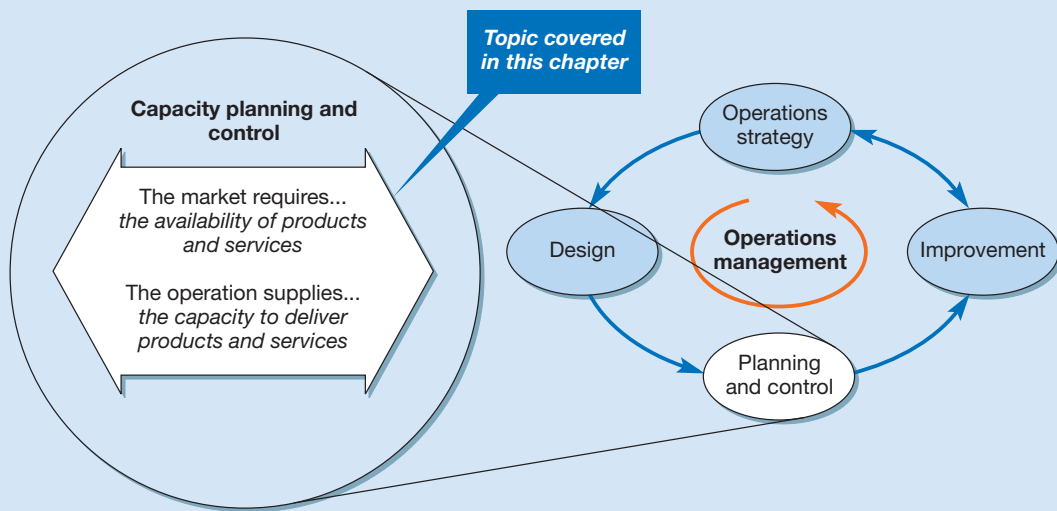 Topic covered
in this chapter
Capacity planning and
control
The market requires...
the availability of products
and services
The operation supplies...
the capacity to deliver
products and services
Operations
strategy
Design
Operations
management
Improvement
Planning
and control